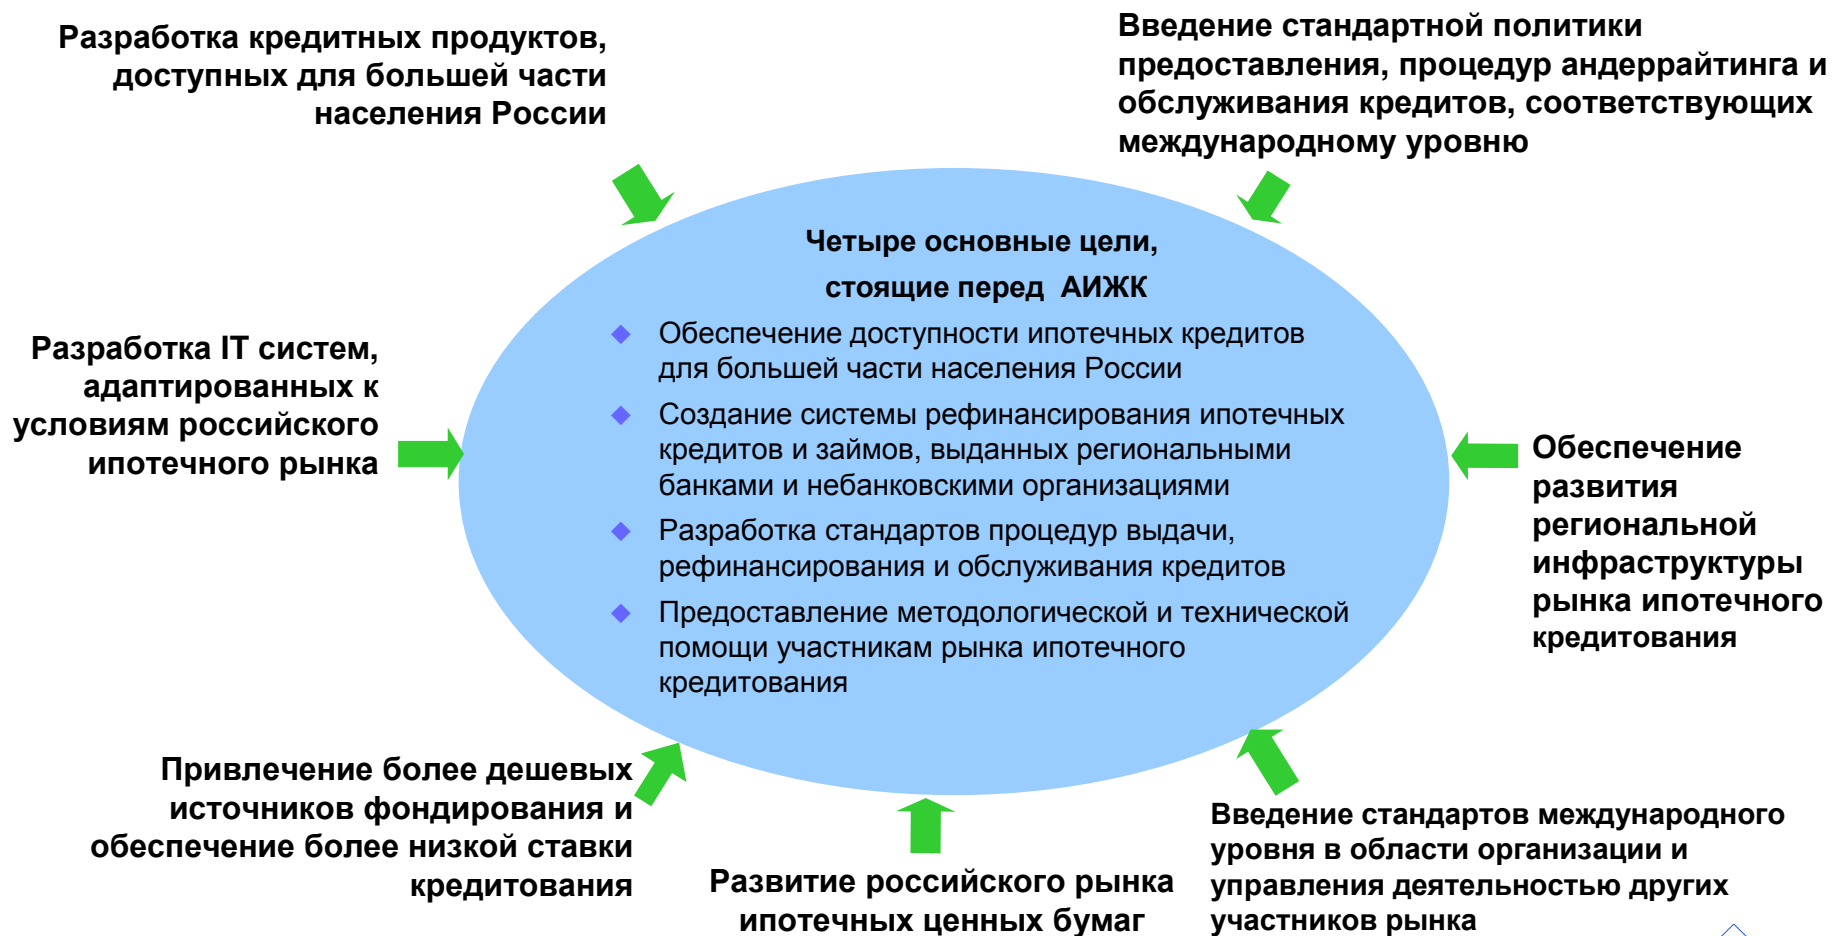 Разработка кредитных продуктов,
доступных для большей части
населения России
Введение стандартной политики
предоставления, процедур андеррайтинга и
обслуживания кредитов, соответствующих
международному уровню
Четыре основные цели,
стоящие перед АИЖК
Обеспечение доступности ипотечных кредитов
для большей части населения России
Создание системы рефинансирования ипотечных
кредитов и займов, выданных региональными
банками и небанковскими организациями
Разработка стандартов процедур выдачи,
рефинансирования и обслуживания кредитов
Предоставление методологической и технической
помощи участникам рынка ипотечного
кредитования
Разработка IT систем,
адаптированных к
условиям российского
ипотечного рынка
Обеспечение
развития
региональной
инфраструктуры
рынка ипотечного
кредитования
Привлечение более дешевых
источников фондирования и
обеспечение более низкой ставки
кредитования
Развитие российского рынка
ипотечных ценных бумаг
Введение стандартов международного
уровня в области организации и
управления деятельностью других
участников рынка